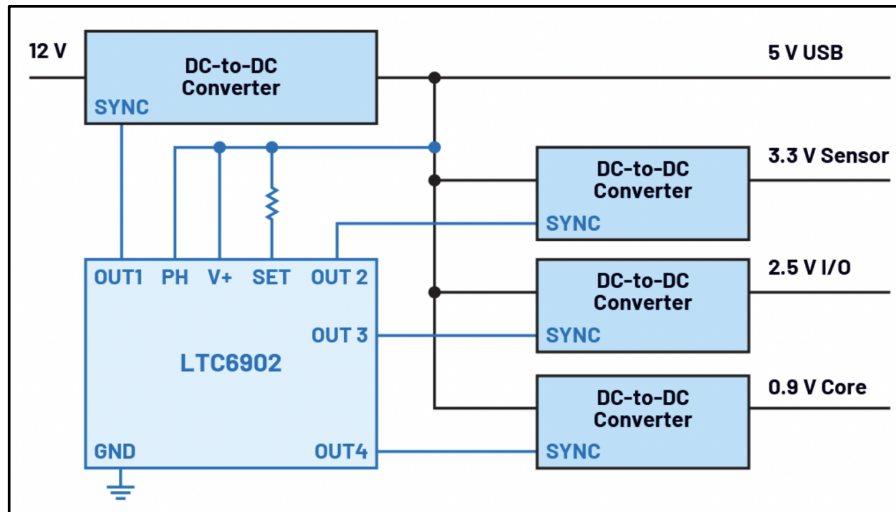 12 V
DC-to-DC
Converter
SYNC
5 V USB
DC-to-DC
Converter
SYNC
3.3 V Sensor
OUT1 PH V+ SET OUT 2
DC-to-DC
Converter
SYNC
2.5 V I/O
OUT 3
LTC6902
DC-to-DC
Converter
SYNC
0.9 V Core
GND
OUT4